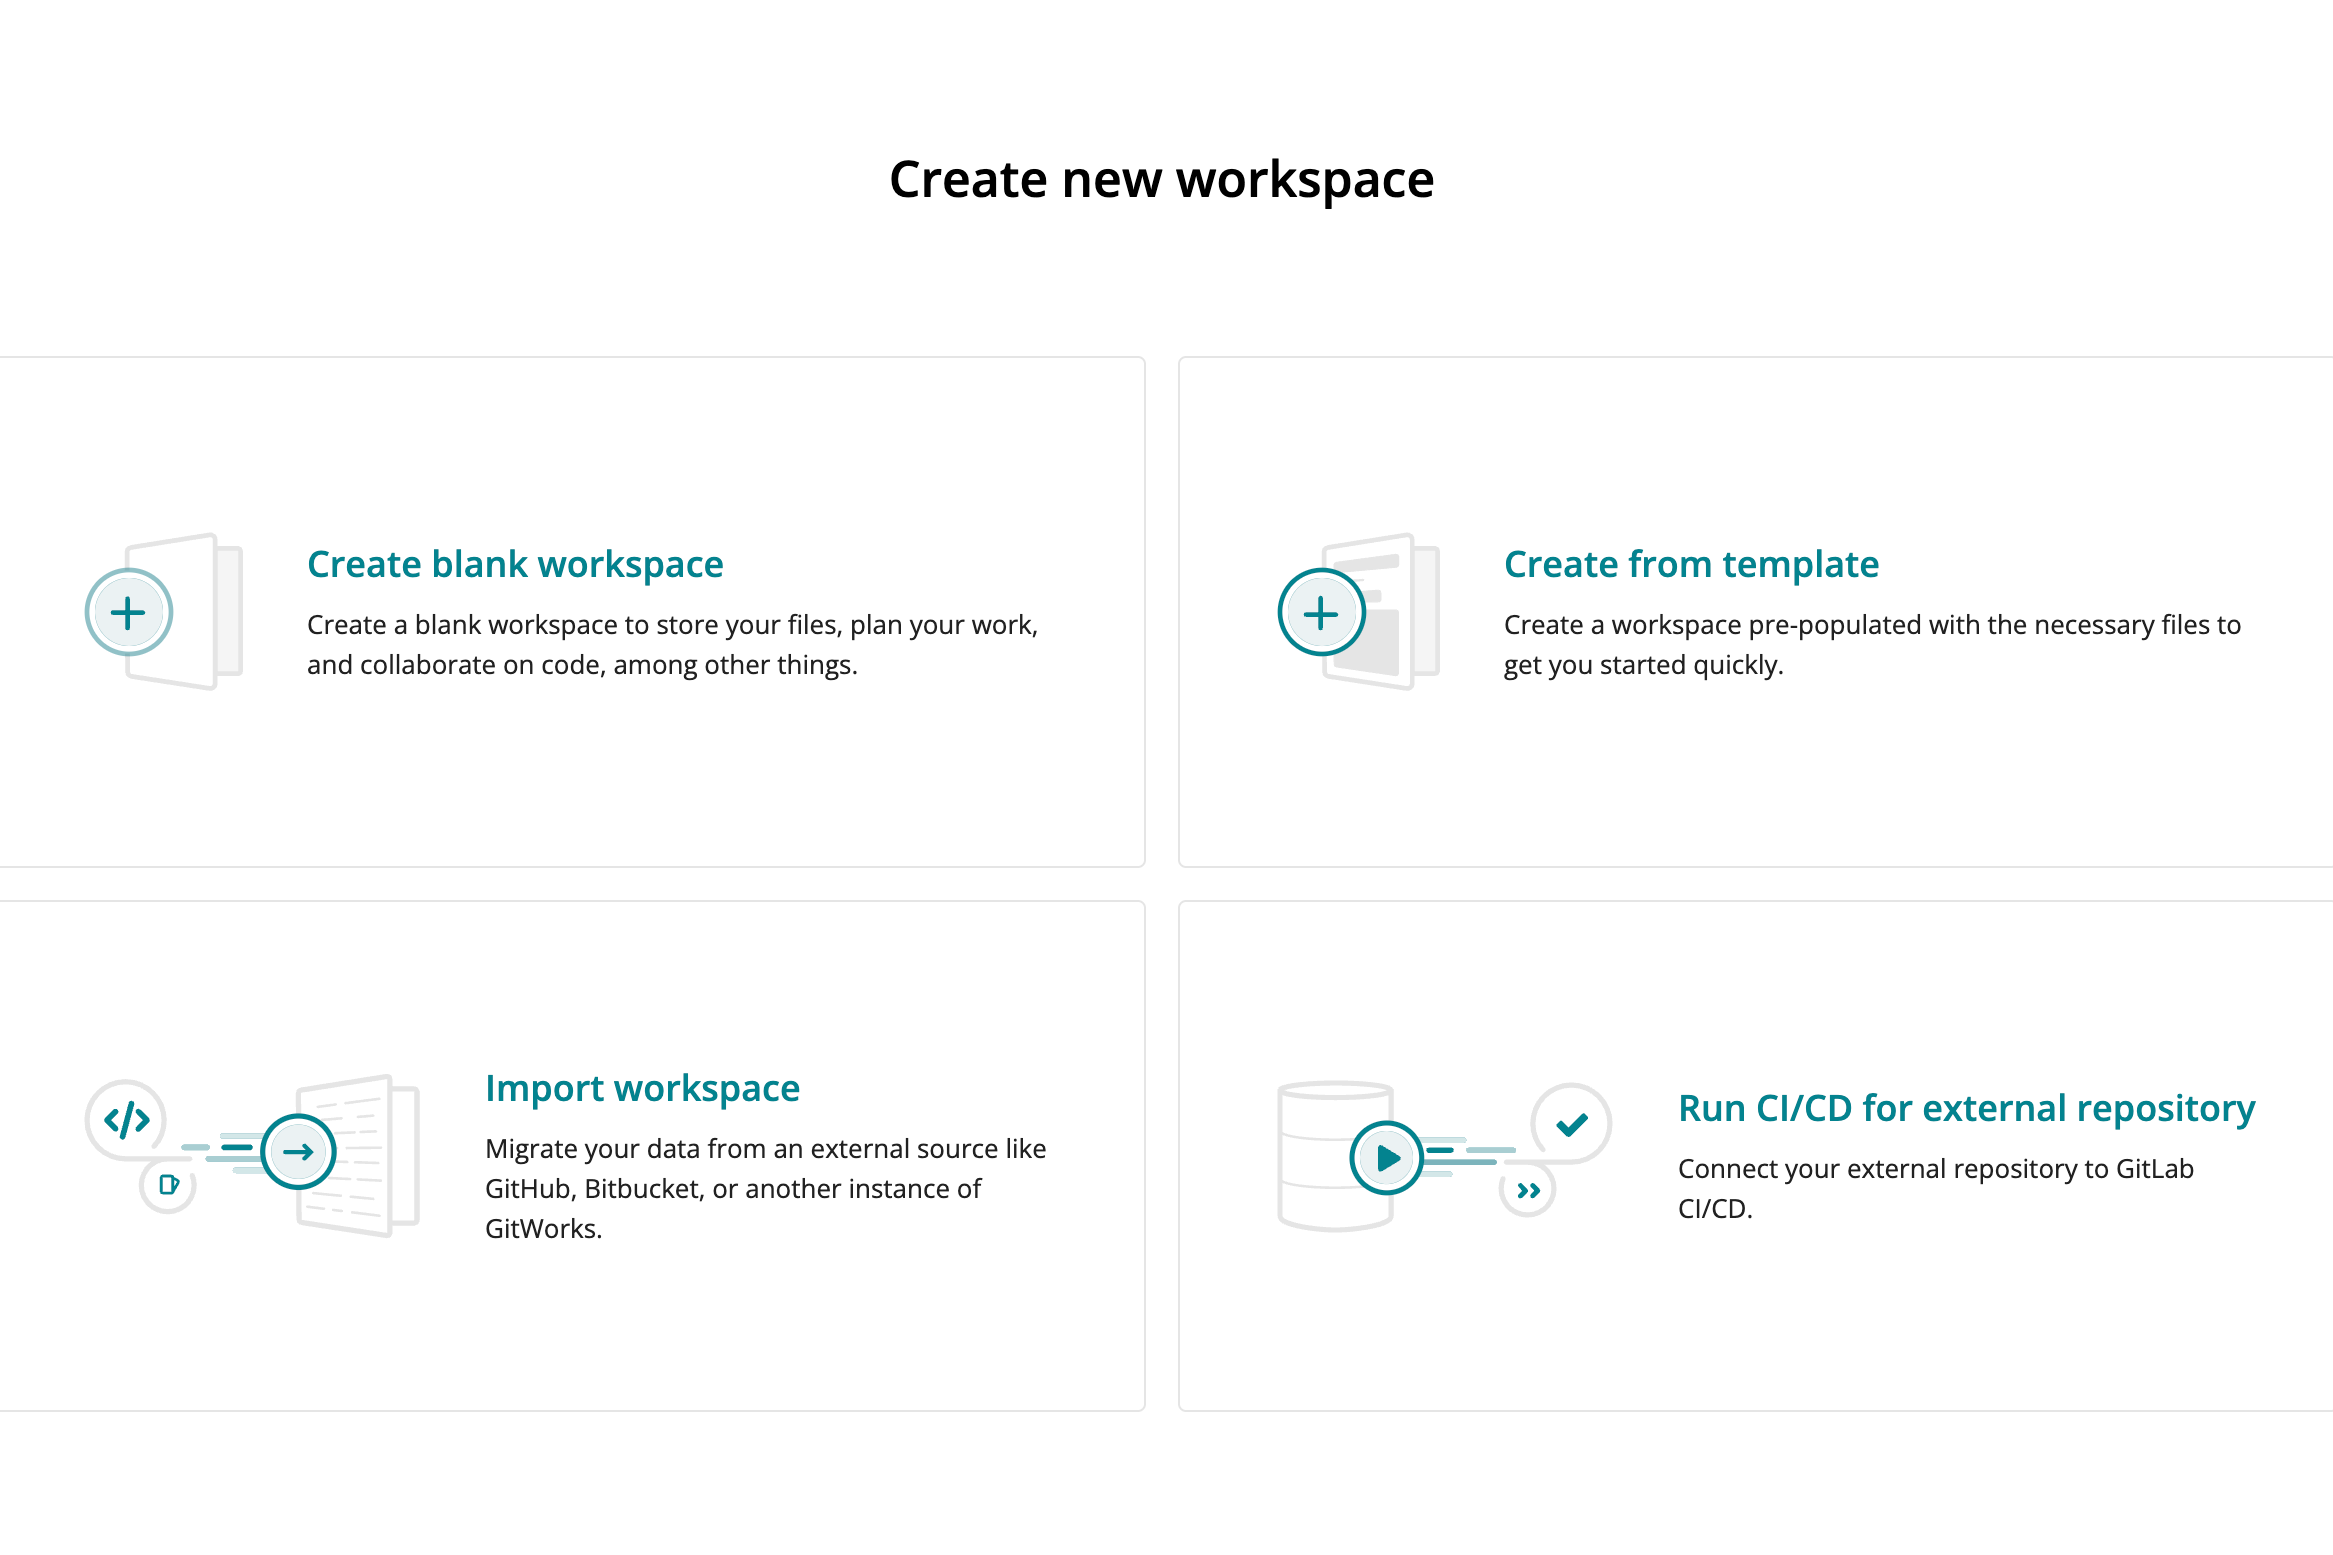 Create new workspace
Create blank workspace
Create a blank workspace to store your files, plan your work,
and collaborate on code, among other things.
Create from template
Create a workspace pre-populated with the necessary files to
get you started quickly.
Import workspace
Migrate your data from an external source like
GitHub, Bitbucket, or another instance of
GitWorks.
Run CI/CD for external repository
Connect your external repository to GitLab
CI/CD.